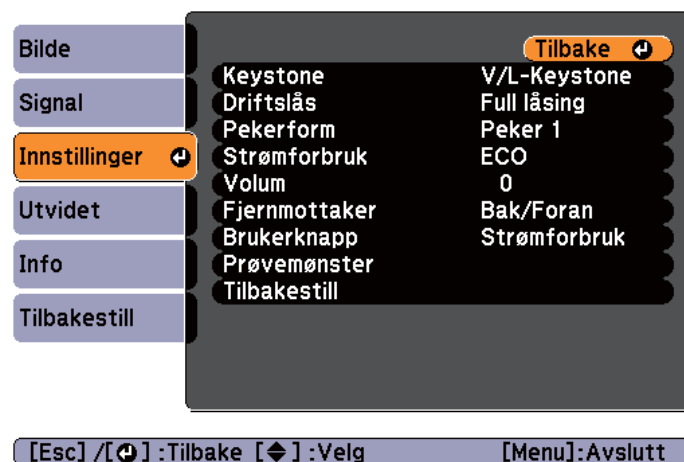 Bilde
Signal
Innstillinger
Utvidet
Info
Tilbakestill
Tilbake
Keystone V/L-Keystone
Driftslås Full låsing
Pekerform Peker 1
Strømforbruk ECO
Volum 0
Fjernmottaker Bak/Foran
Brukerknapp Strømforbruk
Prøvemønster
Tilbakestill
[Esc] /[⏎] :Tilbake [◆] :Velg [Menu]:Avslutt